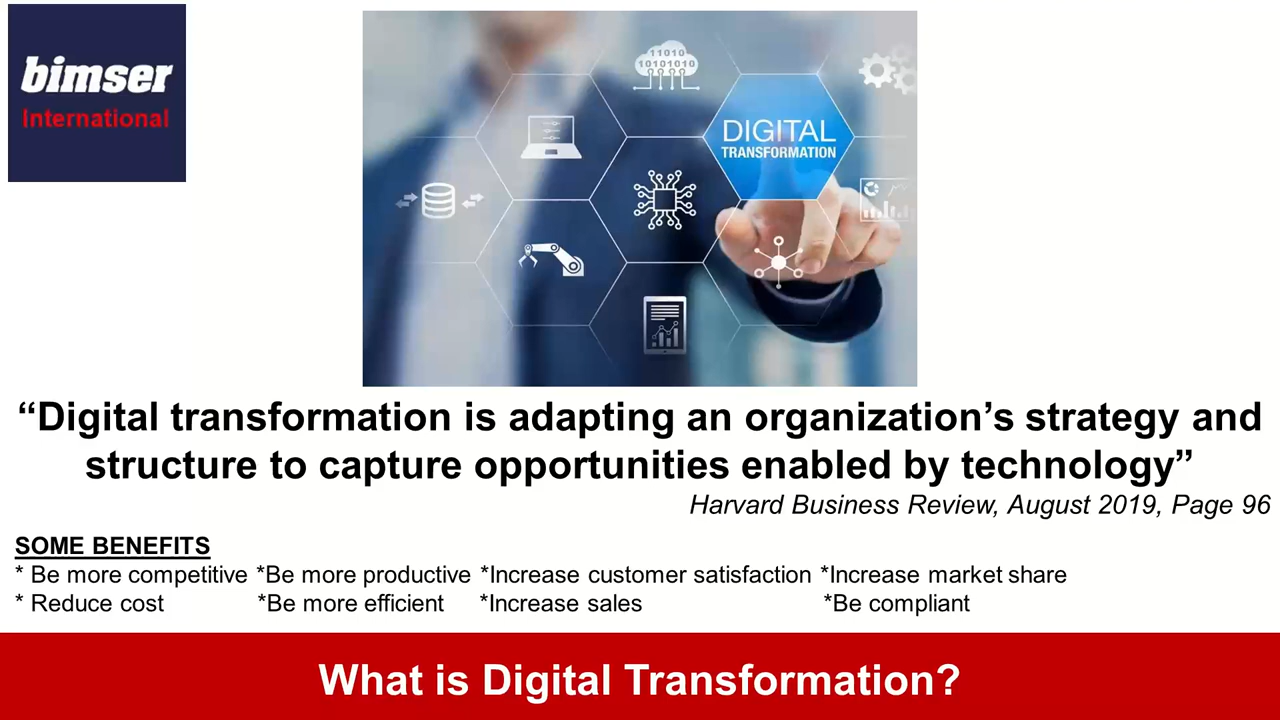 bimser
International
11010
10101010
DIGITAL
TRANSFORMATION
“Digital transformation is adapting an organization’s strategy and
structure to capture opportunities enabled by technology”
Harvard Business Review, August 2019, Page 96
SOME BENEFITS
* Be more competitive *Be more productive *Increase customer satisfaction *Increase market share
* Reduce cost *Be more efficient *Increase sales *Be compliant
What is Digital Transformation?